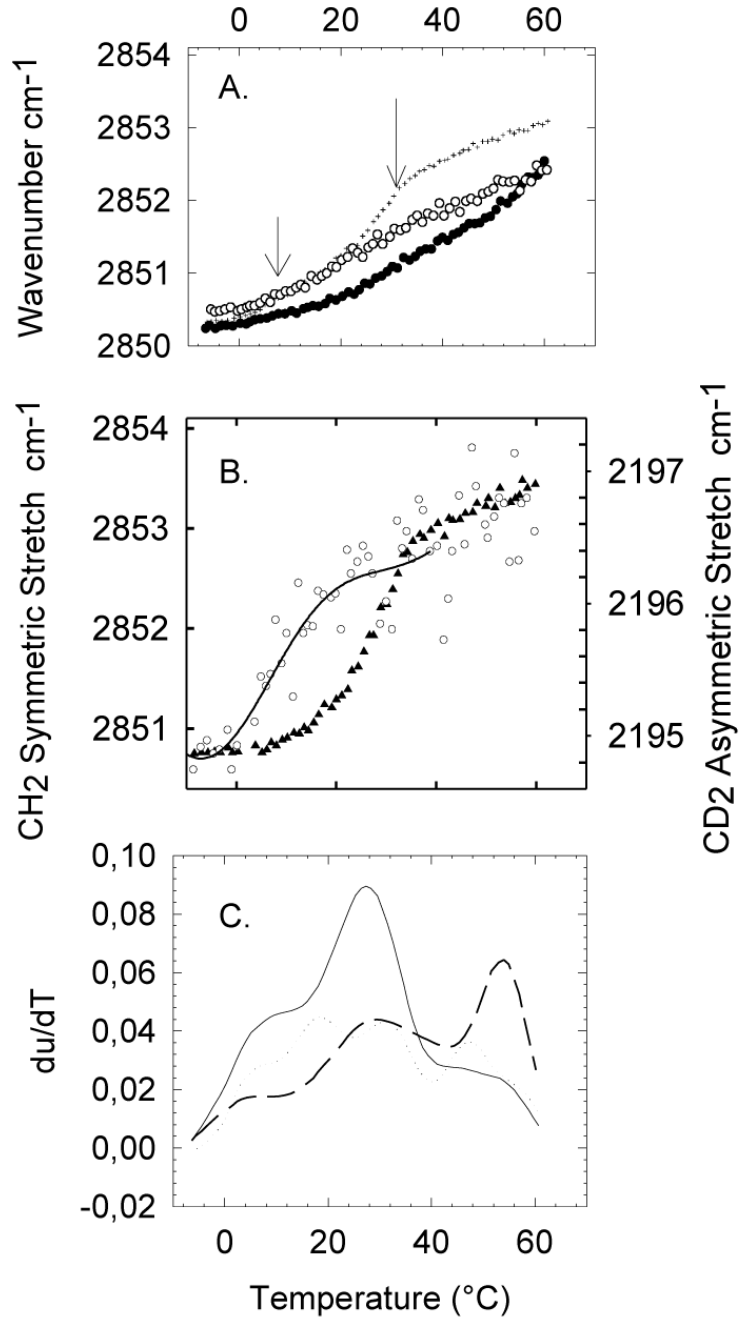 0 20 40 60
A.
2854
2853
2852
2851
2850
Wavenumber cm-1
B.
2854
2853
2852
2851
CH2 Symmetric Stretch cm-1
2197
2196
2195
CD2 Asymmetric Stretch cm-1
C.
0,10
0,08
0,06
0,04
0,02
0,00
-0,02
du/dT
0 20 40 60
Temperature (°C)